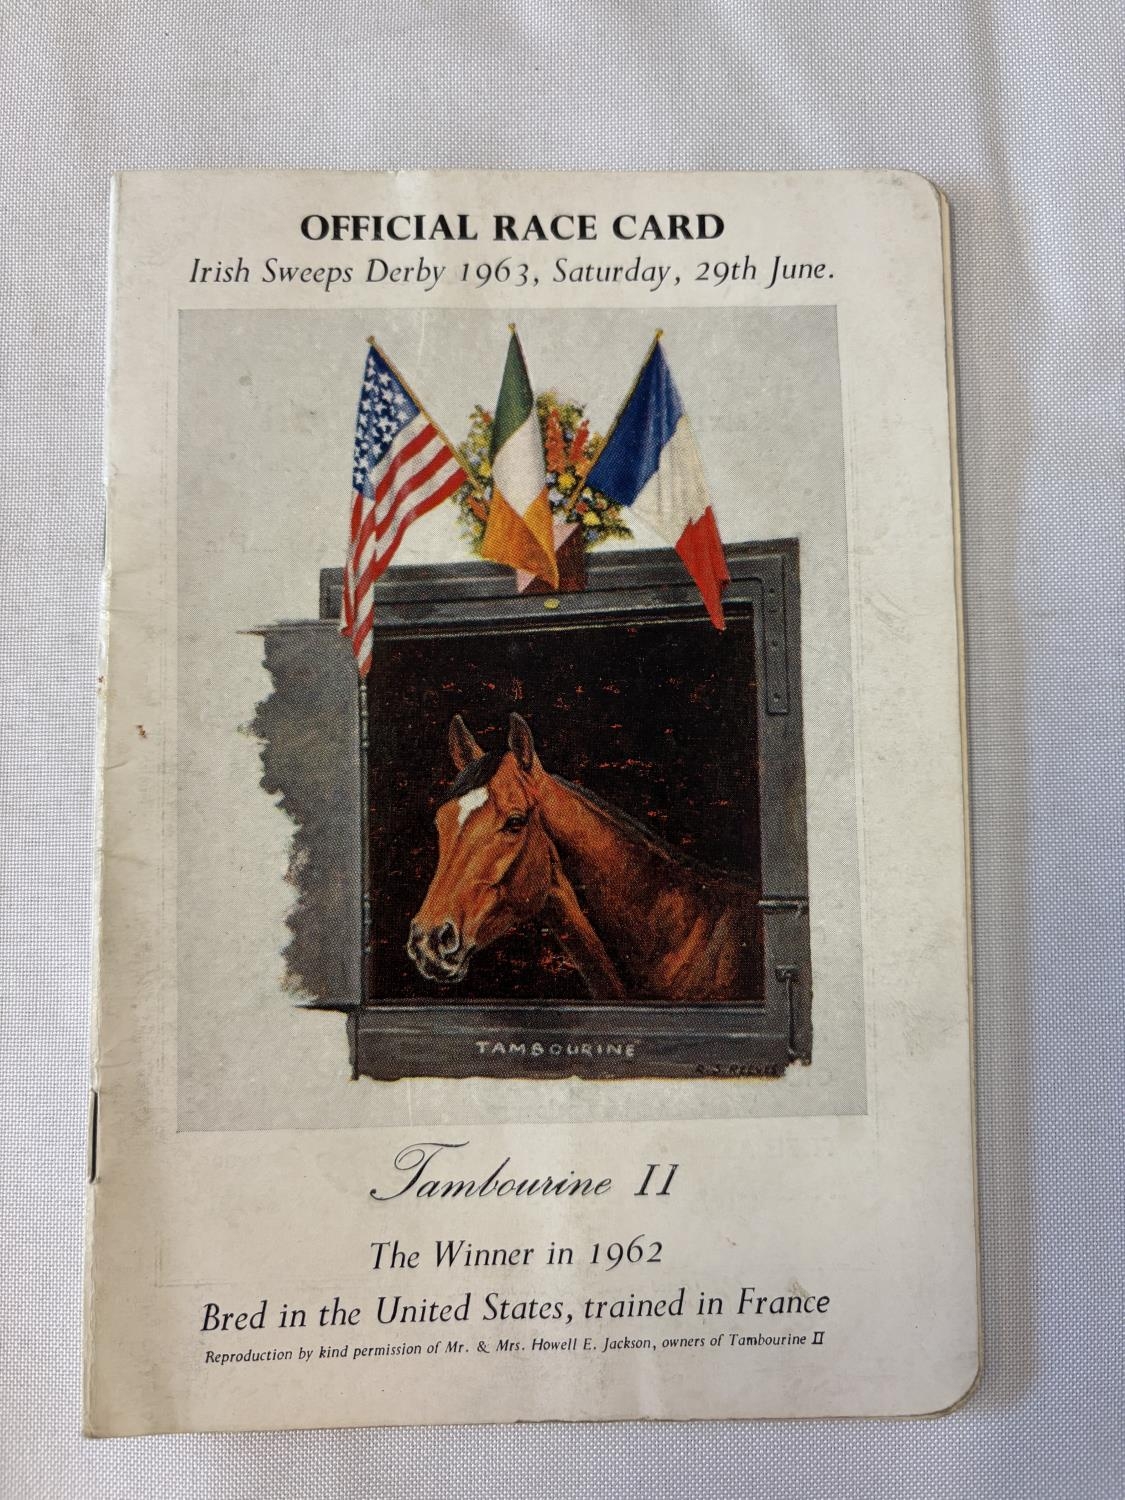 OFFICIAL RACE CARD
Irish Sweeps Derby 1963, Saturday, 29th June.
TAMBOURINE
R. S. REEVES
Tambourine II
The Winner in 1962
Bred in the United States, trained in France
Reproduction by kind permission of Mr. & Mrs. Howell E. Jackson, owners of Tambourine II